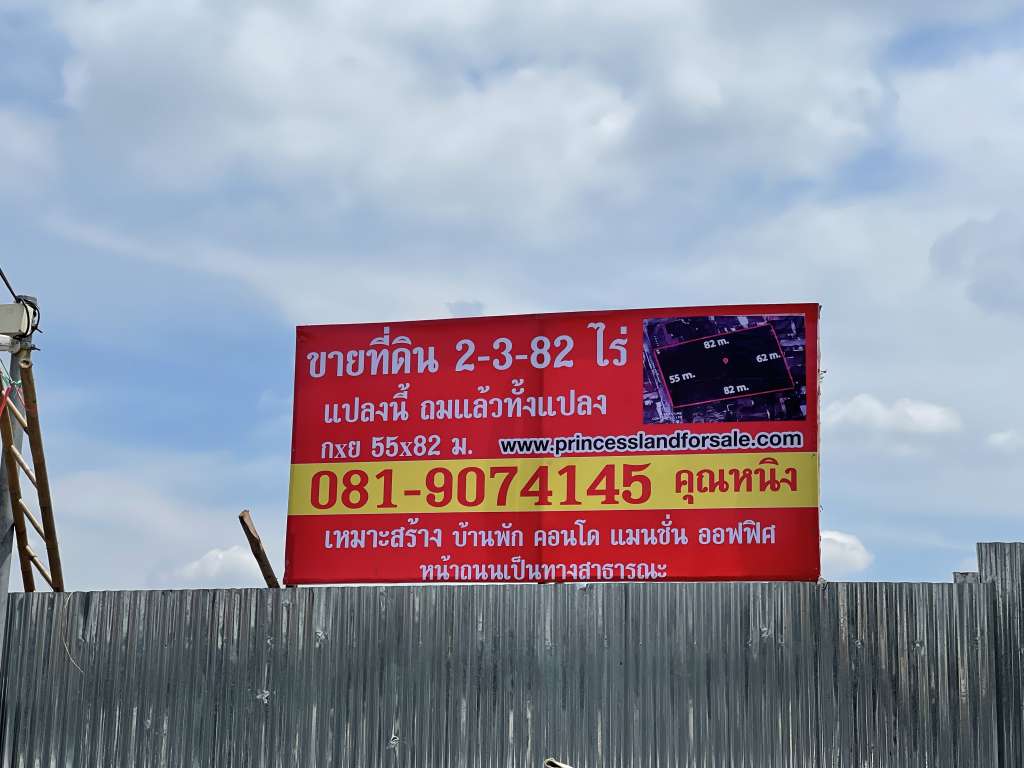 ขายที่ดิน 2-3-82 ไร่
แปลงนี้ ถมแล้วทั้งแปลง
กxย 55x82 ม.
82 m.
62 m.
55 m.
82 m.
www.princesslandforsale.com
081-9074145 คุณหนิง
เหมาะสร้าง บ้านพัก คอนโด แมนชั่น ออฟฟิศ
หน้าถนนเป็นทางสาธารณะ